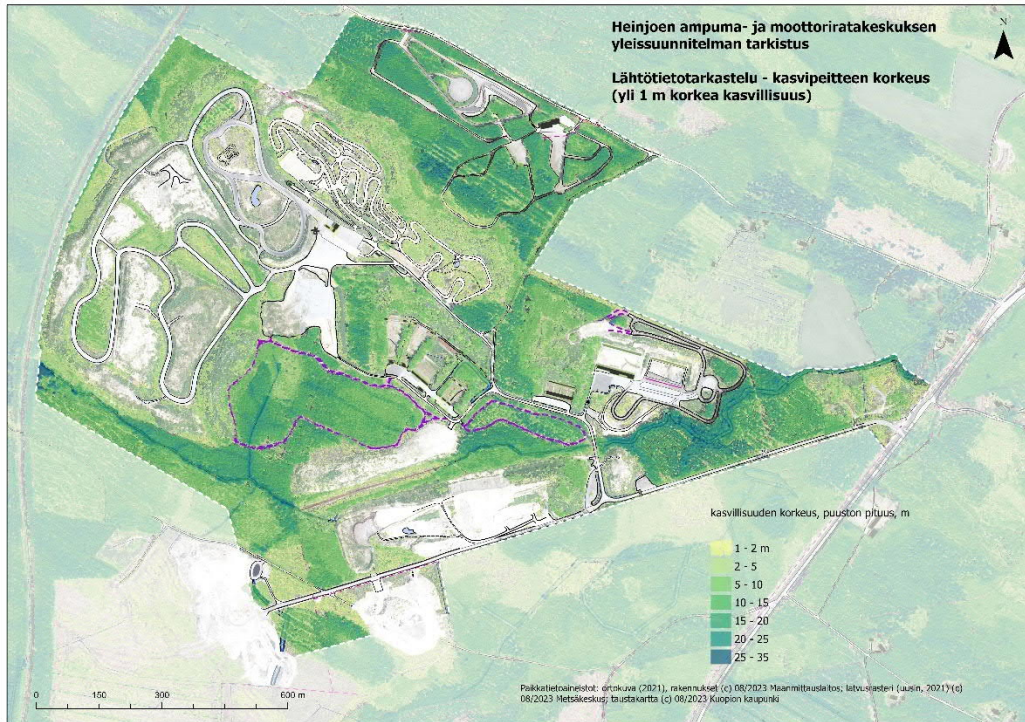 Heinjoen ampuma- ja moottoriratakeskuksen
yleissuunnitelman tarkistus
N
Lähtötietotarkastelu - kasvipeitteen korkeus
(yli 1 m korkea kasvillisuus)
kasvillisuuden korkeus, puuston pituus, m
1 - 2 m
2 - 5
5 - 10
10 - 15
15 - 20
20 - 25
25 - 35
0 150 300 600 m
Paikkatietoaineistot: ortokuva (2021), rakennukset (c) 08/2023 Maanmittauslaitos; latvusrasteri (uusin, 2021) (c)
08/2023 Metsäkeskus; taustakartta (c) 08/2023 Kuopion kaupunki